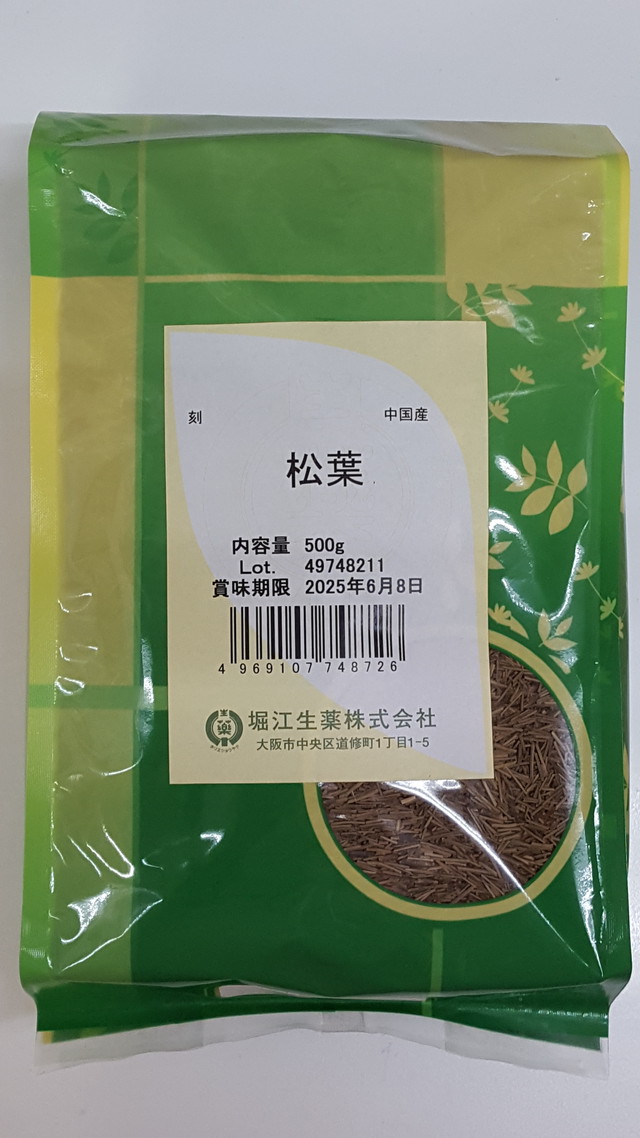 刻 中国産
松葉
内容量 500g
Lot. 49748211
賞味期限 2025年6月8日
4 969107 748726
堀江生薬株式会社
大阪市中央区道修町1丁目1-5